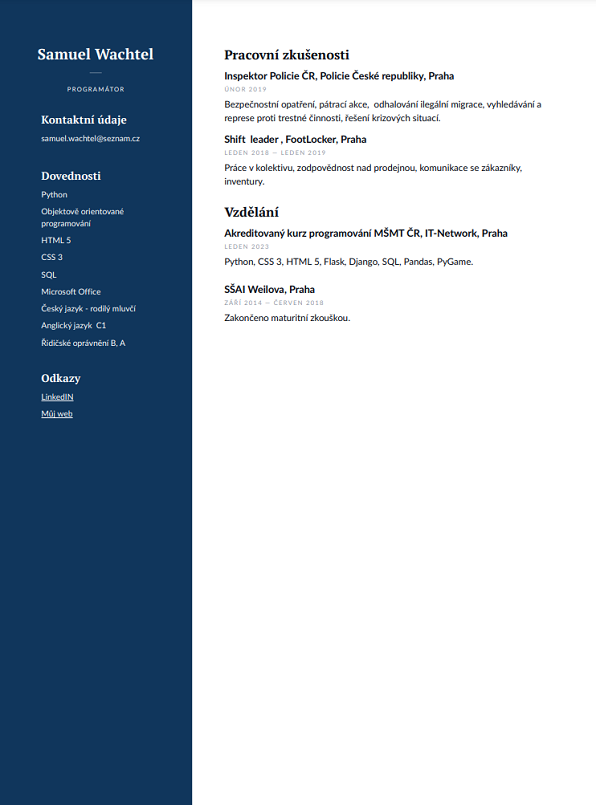 Samuel Wachtel
PROGRAMÁTOR
Kontaktní údaje
samuel.wachtel@seznam.cz
Dovednosti
Python
Objektově orientované
programování
HTML 5
CSS 3
SQL
Microsoft Office
Český jazyk - rodilý mluvčí
Anglický jazyk  C1
Řidičské oprávnění B, A
Odkazy
LinkedIN
Můj web
Pracovní zkušenosti
Inspektor Policie ČR, Policie České republiky, Praha
ÚNOR 2019
Bezpečnostní opatření, pátrací akce,  odhalování ilegální migrace, vyhledávání a
represe proti trestné činnosti, řešení krizových situací.
Shift  leader , FootLocker, Praha
LEDEN 2018 — LEDEN 2019
Práce v kolektivu, zodpovědnost nad prodejnou, komunikace se zákazníky,
inventury.
Vzdělání
Akreditovaný kurz programování MŠMT ČR, IT-Network, Praha
LEDEN 2023
Python, CSS 3, HTML 5, Flask, Django, SQL, Pandas, PyGame.
SŠAI Weilova, Praha
ZÁŘÍ 2014 — ČERVEN 2018
Zakončeno maturitní zkouškou.